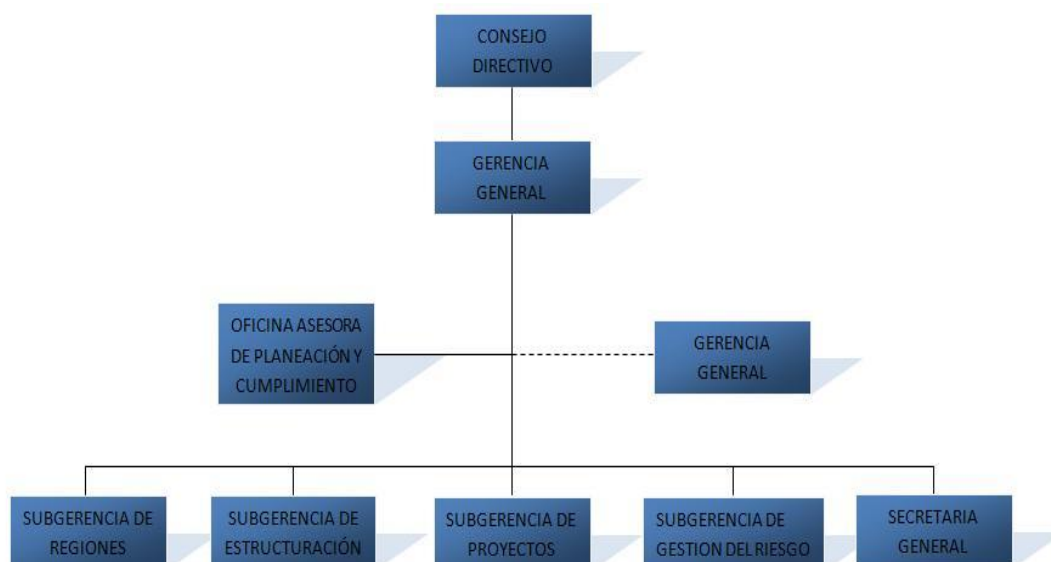 CONSEJO
DIRECTIVO
GERENCIA
GENERAL
OFICINA ASESORA
DE PLANEACIÓN Y
CUMPLIMIENTO
GERENCIA
GENERAL
SUBGERENCIA DE
REGIONES
SUBGERENCIA DE
ESTRUCTURACIÓN
SUBGERENCIA DE
PROYECTOS
SUBGERENCIA DE
GESTION DEL RIESGO
SECRETARIA
GENERAL